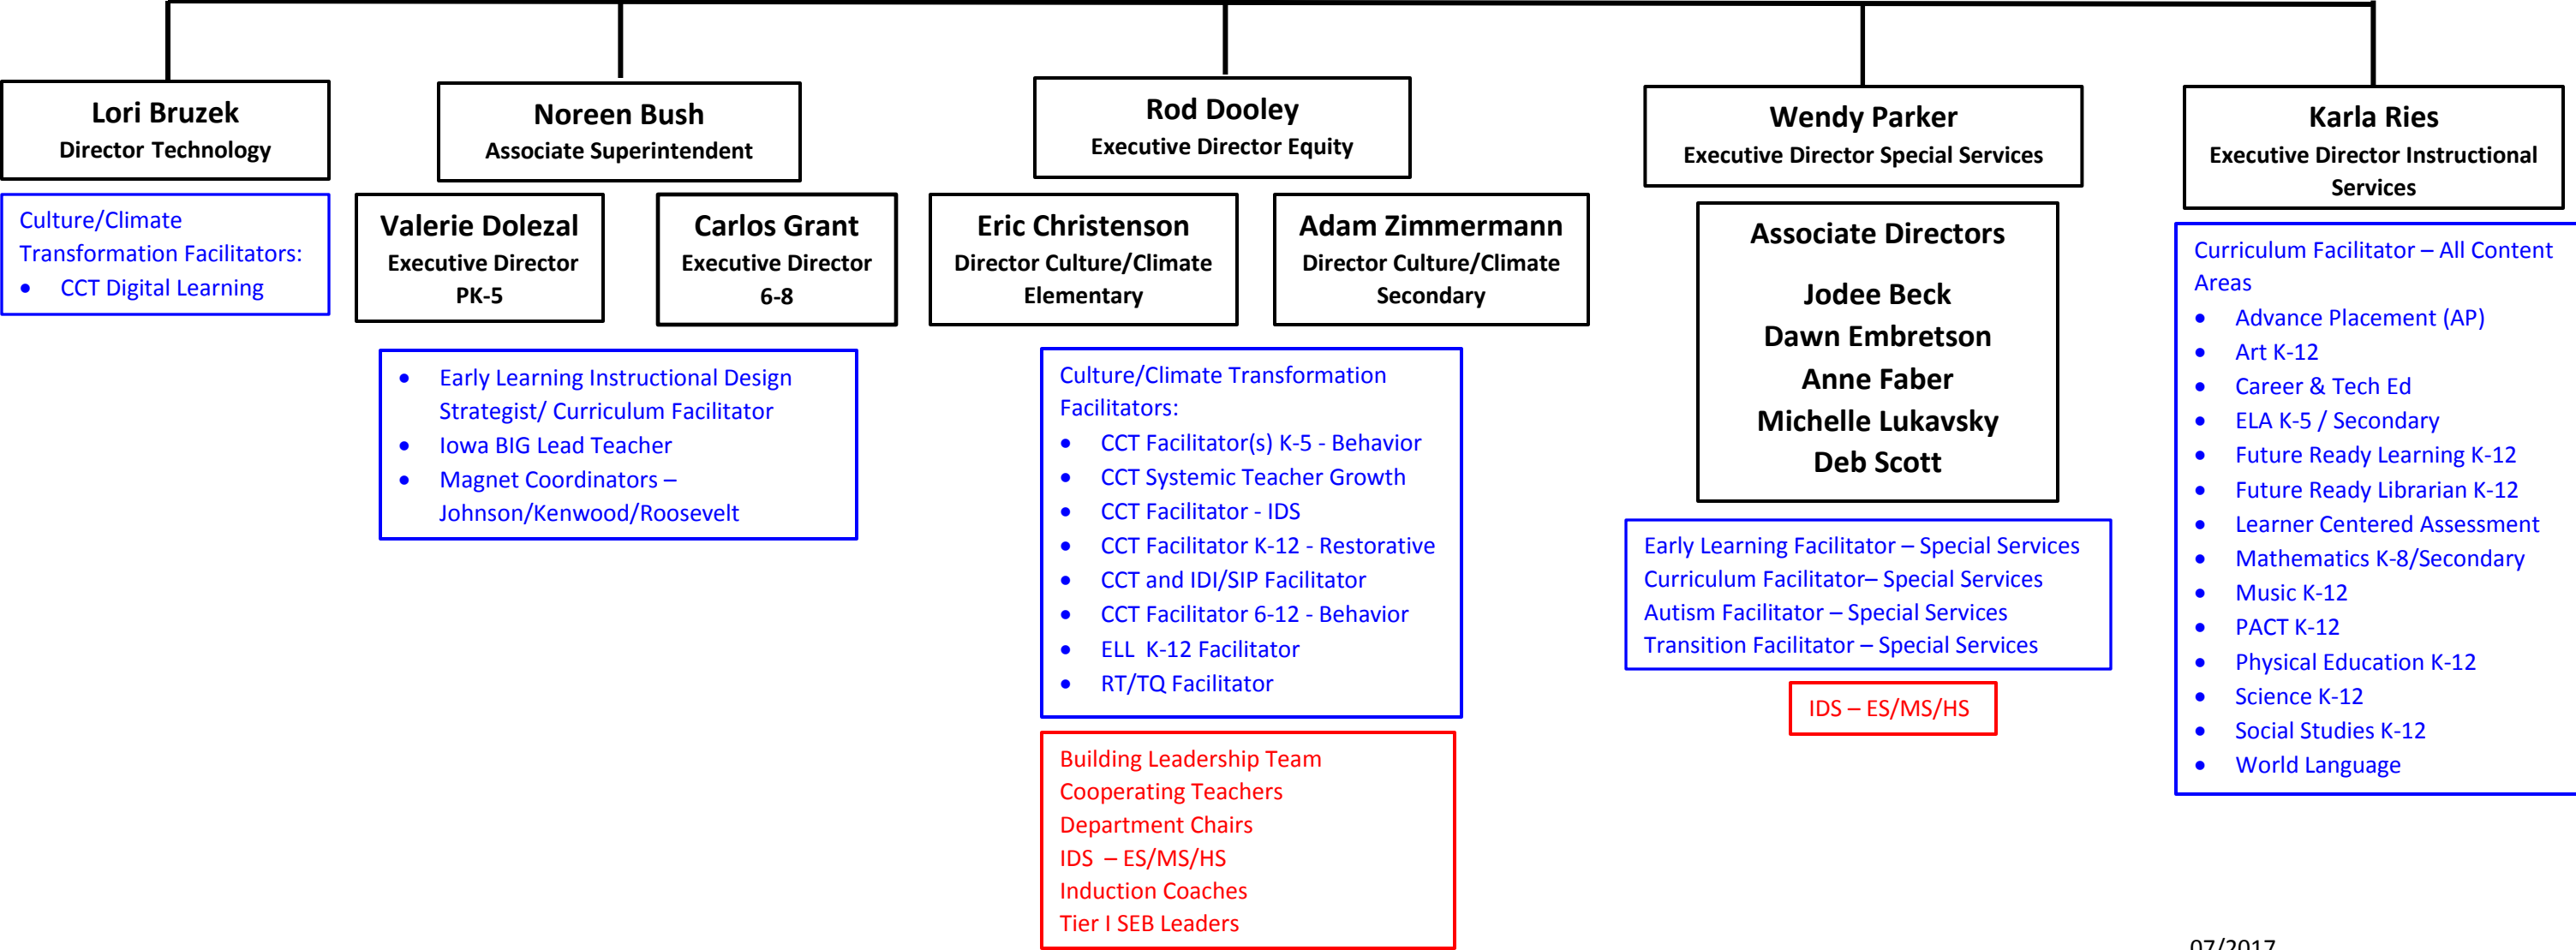 Lori Bruzek
Director Technology
Culture/Climate
Transformation Facilitators:
• CCT Digital Learning
Noreen Bush
Associate Superintendent
Valerie Dolezal
Executive Director
PK-5
Carlos Grant
Executive Director
6-8
• Early Learning Instructional Design
Strategist/ Curriculum Facilitator
• Iowa BIG Lead Teacher
• Magnet Coordinators –
Johnson/Kenwood/Roosevelt
Rod Dooley
Executive Director Equity
Eric Christenson
Director Culture/Climate
Elementary
Adam Zimmermann
Director Culture/Climate
Secondary
Culture/Climate Transformation
Facilitators:
• CCT Facilitator(s) K-5 - Behavior
• CCT Systemic Teacher Growth
• CCT Facilitator - IDS
• CCT Facilitator K-12 - Restorative
• CCT and IDI/SIP Facilitator
• CCT Facilitator 6-12 - Behavior
• ELL K-12 Facilitator
• RT/TQ Facilitator
Building Leadership Team
Cooperating Teachers
Department Chairs
IDS – ES/MS/HS
Induction Coaches
Tier I SEB Leaders
Wendy Parker
Executive Director Special Services
Associate Directors
Jodee Beck
Dawn Embretson
Anne Faber
Michelle Lukavsky
Deb Scott
Early Learning Facilitator – Special Services
Curriculum Facilitator– Special Services
Autism Facilitator – Special Services
Transition Facilitator – Special Services
IDS – ES/MS/HS
Karla Ries
Executive Director Instructional
Services
Curriculum Facilitator – All Content
Areas
• Advance Placement (AP)
• Art K-12
• Career & Tech Ed
• ELA K-5 / Secondary
• Future Ready Learning K-12
• Future Ready Librarian K-12
• Learner Centered Assessment
• Mathematics K-8/Secondary
• Music K-12
• PACT K-12
• Physical Education K-12
• Science K-12
• Social Studies K-12
• World Language
07/2017